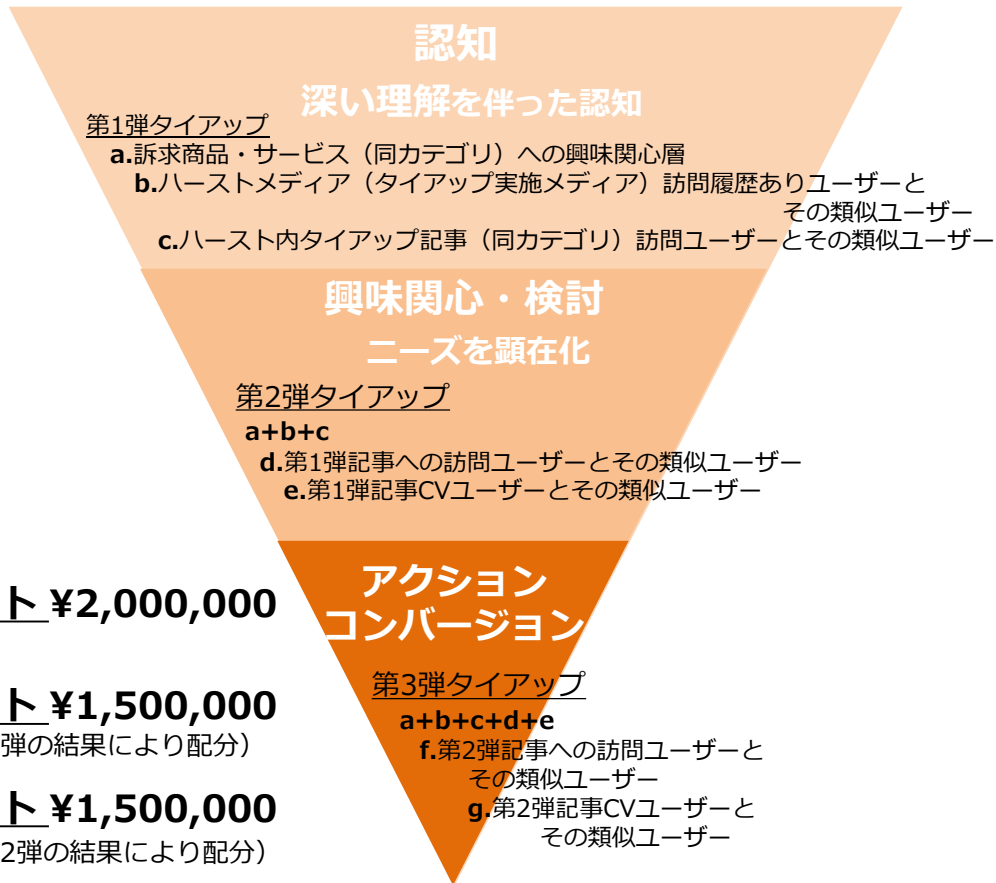 認知
深い理解を伴った認知
第1弾タイアップ
a.訴求商品・サービス（同カテゴリ）への興味関心層
b.ハーストメディア（タイアップ実施メディア）訪問履歴ありユーザーと
その類似ユーザー
c.ハースト内タイアップ記事（同カテゴリ）訪問ユーザーとその類似ユーザー
興味関心・検討
ニーズを顕在化
第2弾タイアップ
a+b+c
d.第1弾記事への訪問ユーザーとその類似ユーザー
e.第1弾記事CVユーザーとその類似ユーザー
アクション
コンバージョン
第3弾タイアップ
a+b+c+d+e
f.第2弾記事への訪問ユーザーと
その類似ユーザー
g.第2弾記事CVユーザーと
その類似ユーザー
ト ¥2,000,000
ト ¥1,500,000
弾の結果により配分）
ト ¥1,500,000
2弾の結果により配分）